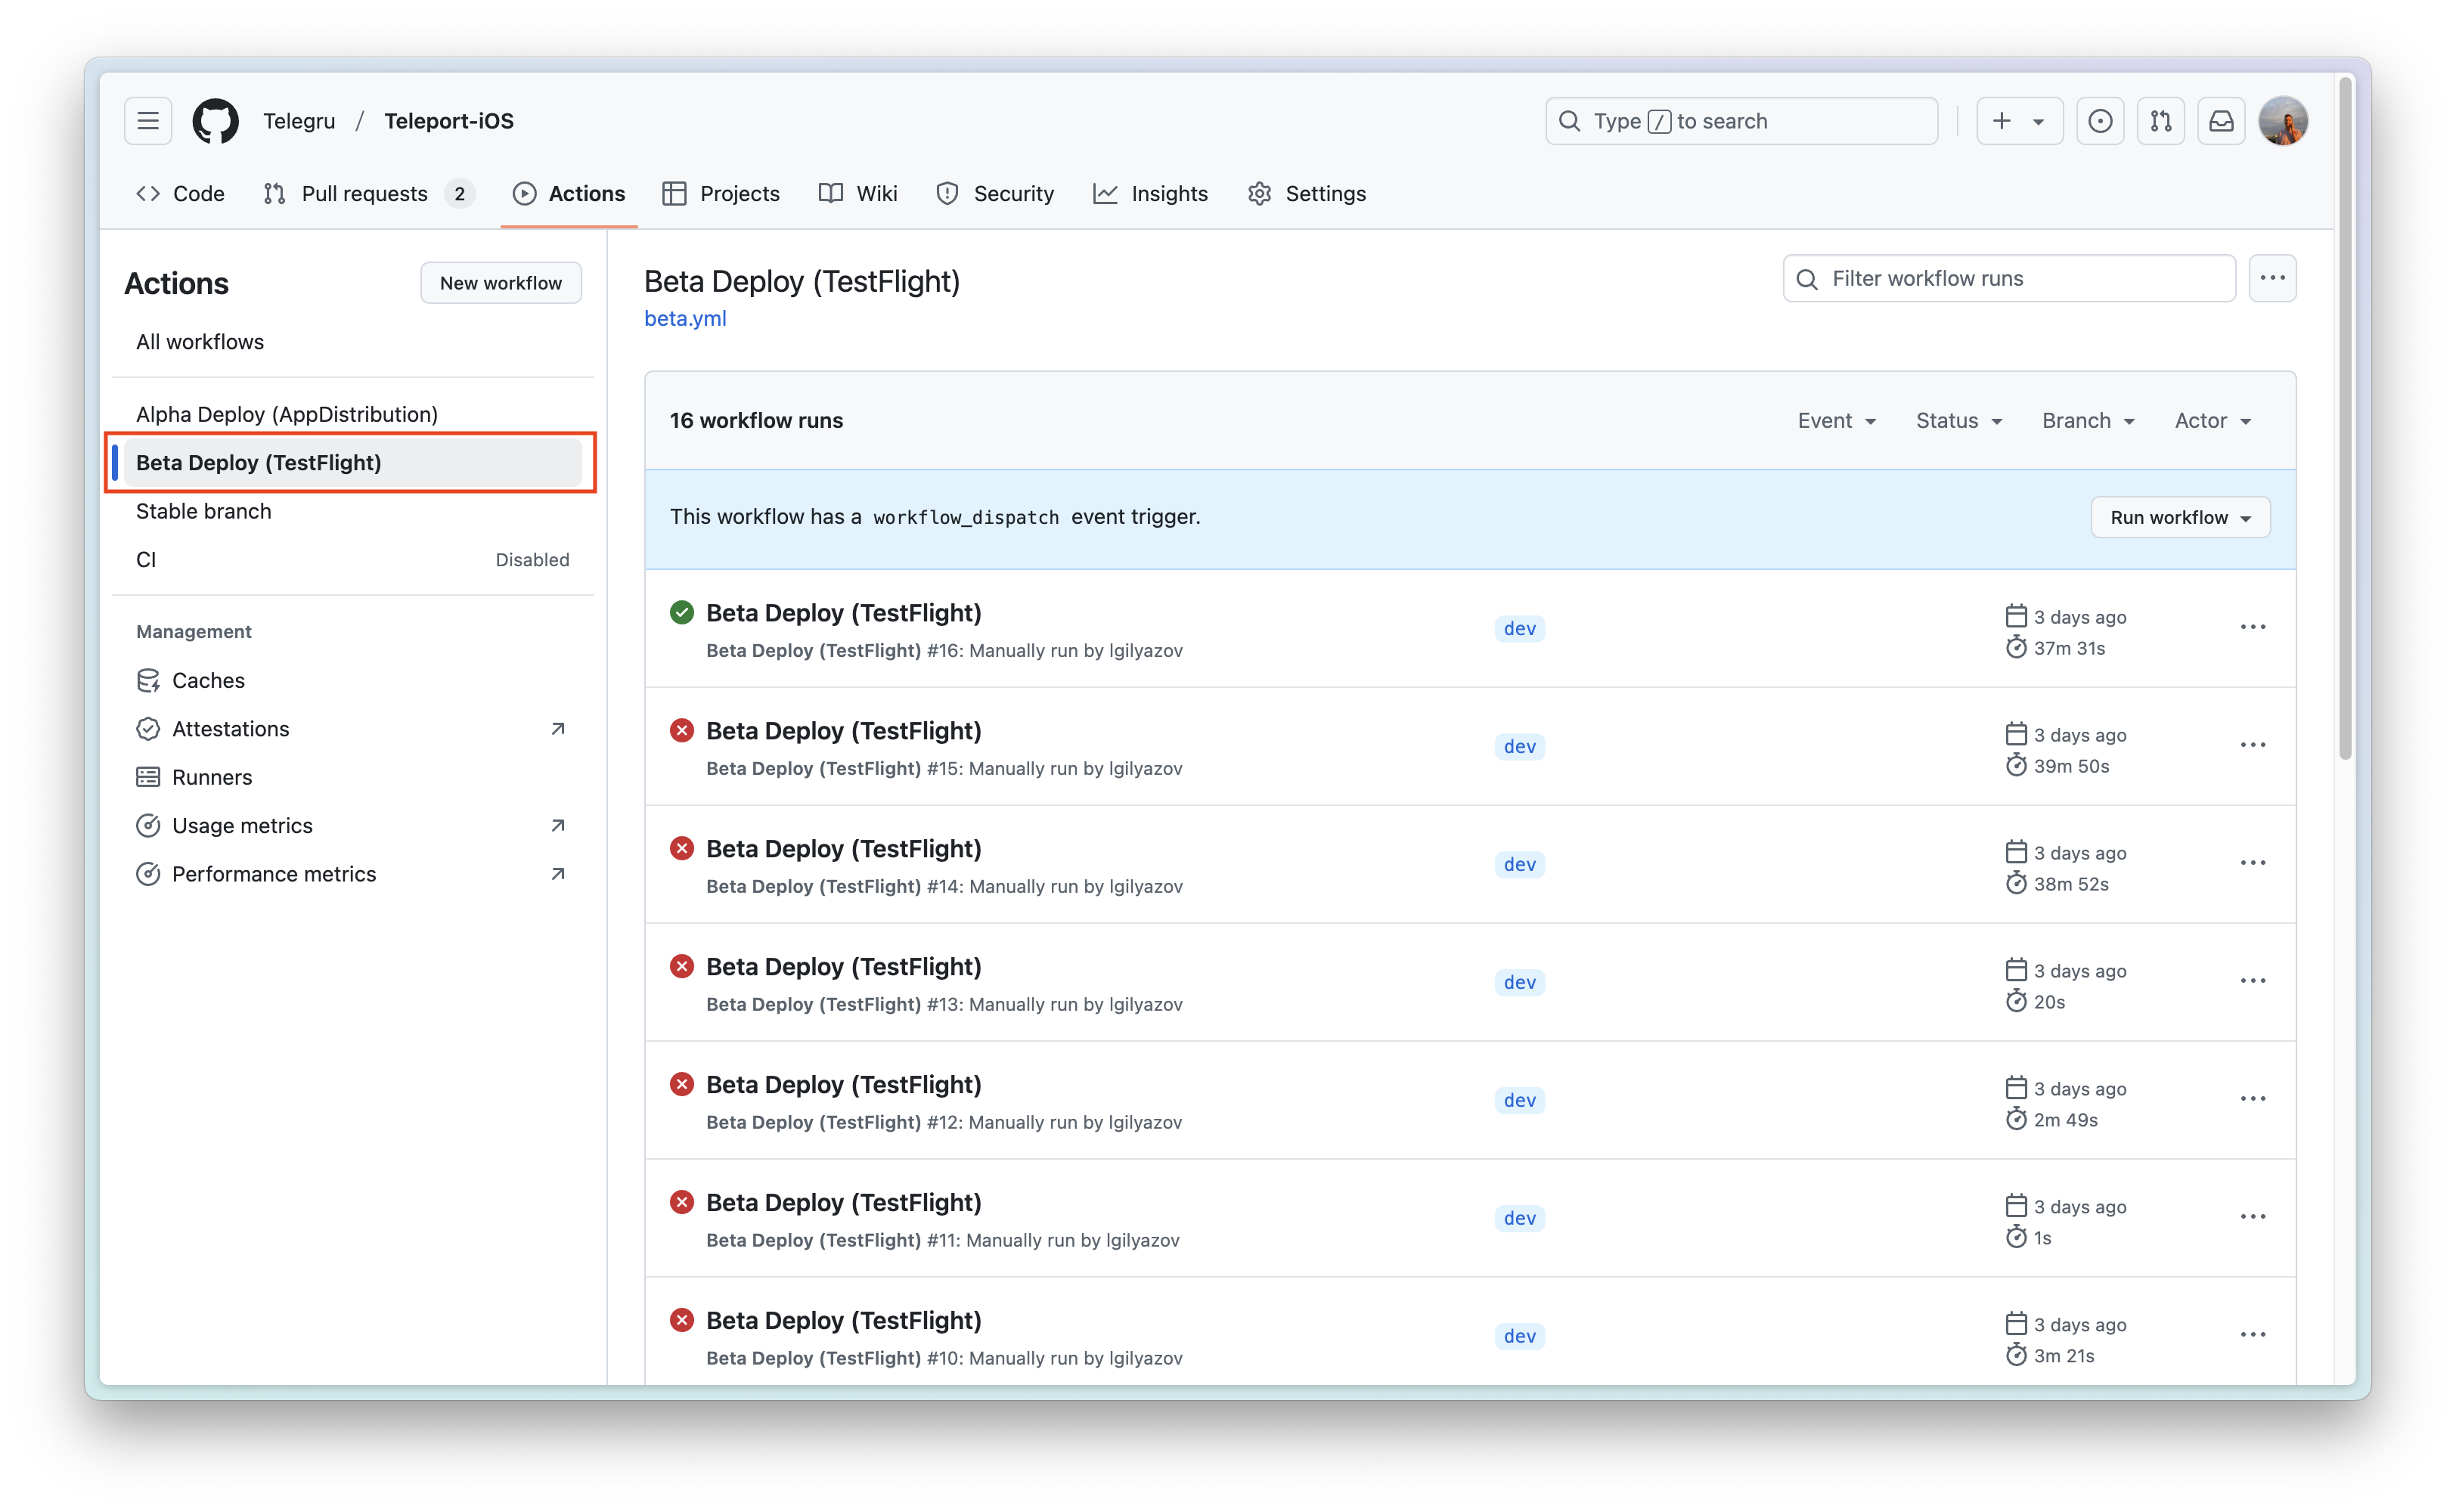 Telegru / Teleport-iOS
Type / to search
Code
Pull requests 2
Actions
Projects
Wiki
Security
Insights
Settings
Actions
New workflow
All workflows
Alpha Deploy (AppDistribution)
Beta Deploy (TestFlight)
Stable branch
CI Disabled
Management
Caches
Attestations
Runners
Usage metrics
Performance metrics
Beta Deploy (TestFlight)
beta.yml
Filter workflow runs
16 workflow runs
Event
Status
Branch
Actor
This workflow has a workflow_dispatch event trigger.
Run workflow
Beta Deploy (TestFlight)
Beta Deploy (TestFlight) #16: Manually run by lgilyazov
dev
3 days ago
37m 31s
Beta Deploy (TestFlight)
Beta Deploy (TestFlight) #15: Manually run by lgilyazov
dev
3 days ago
39m 50s
Beta Deploy (TestFlight)
Beta Deploy (TestFlight) #14: Manually run by lgilyazov
dev
3 days ago
38m 52s
Beta Deploy (TestFlight)
Beta Deploy (TestFlight) #13: Manually run by lgilyazov
dev
3 days ago
20s
Beta Deploy (TestFlight)
Beta Deploy (TestFlight) #12: Manually run by lgilyazov
dev
3 days ago
2m 49s
Beta Deploy (TestFlight)
Beta Deploy (TestFlight) #11: Manually run by lgilyazov
dev
3 days ago
1s
Beta Deploy (TestFlight)
Beta Deploy (TestFlight) #10: Manually run by lgilyazov
dev
3 days ago
3m 21s